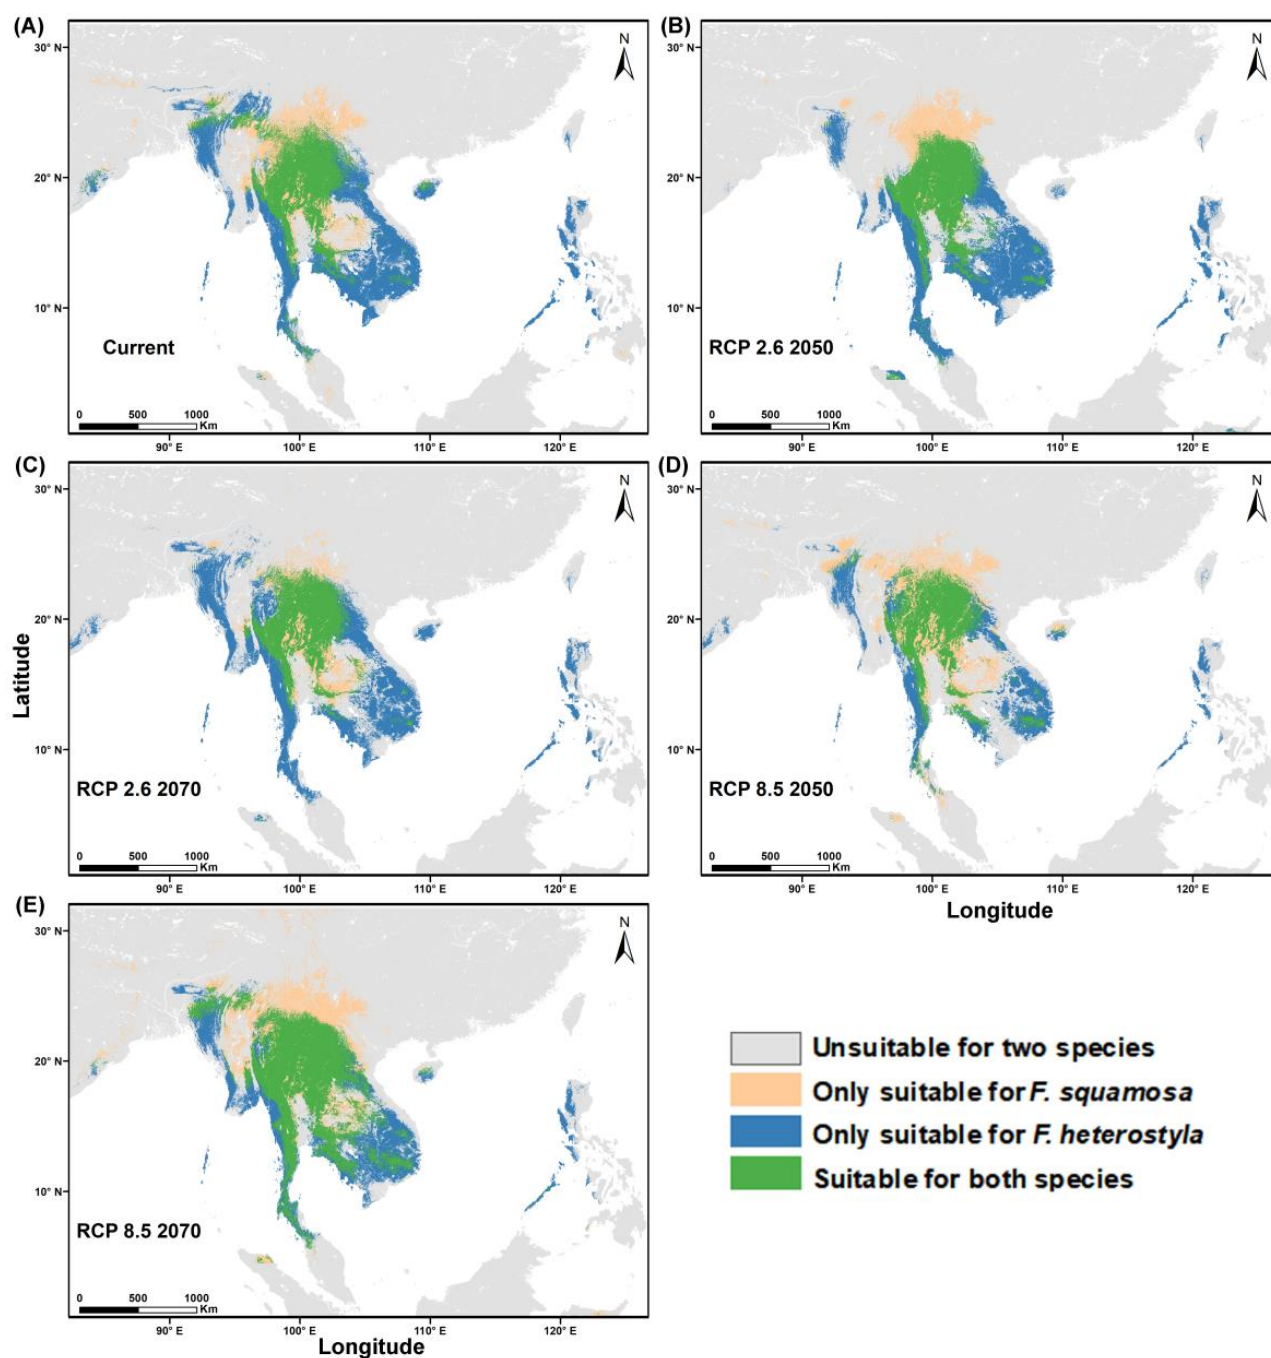 (A)
30° N
20° N
10° N
N
Current
0 500 1000
Km
90° E 100° E 110° E 120° E
(B)
30° N
20° N
10° N
N
RCP 2.6 2050
0 500 1000
Km
90° E 100° E 110° E 120° E
(C)
30° N
20° N
10° N
N
RCP 2.6 2070
0 500 1000
Km
90° E 100° E 110° E 120° E
(D)
30° N
20° N
10° N
N
RCP 8.5 2050
0 500 1000
Km
90° E 100° E 110° E 120° E
Latitude
Longitude
(E)
30° N
20° N
10° N
N
RCP 8.5 2070
0 500 1000
Km
90° E 100° E 110° E 120° E
Longitude
Unsuitable for two species
Only suitable for F. squamosa
Only suitable for F. heterostyla
Suitable for both species